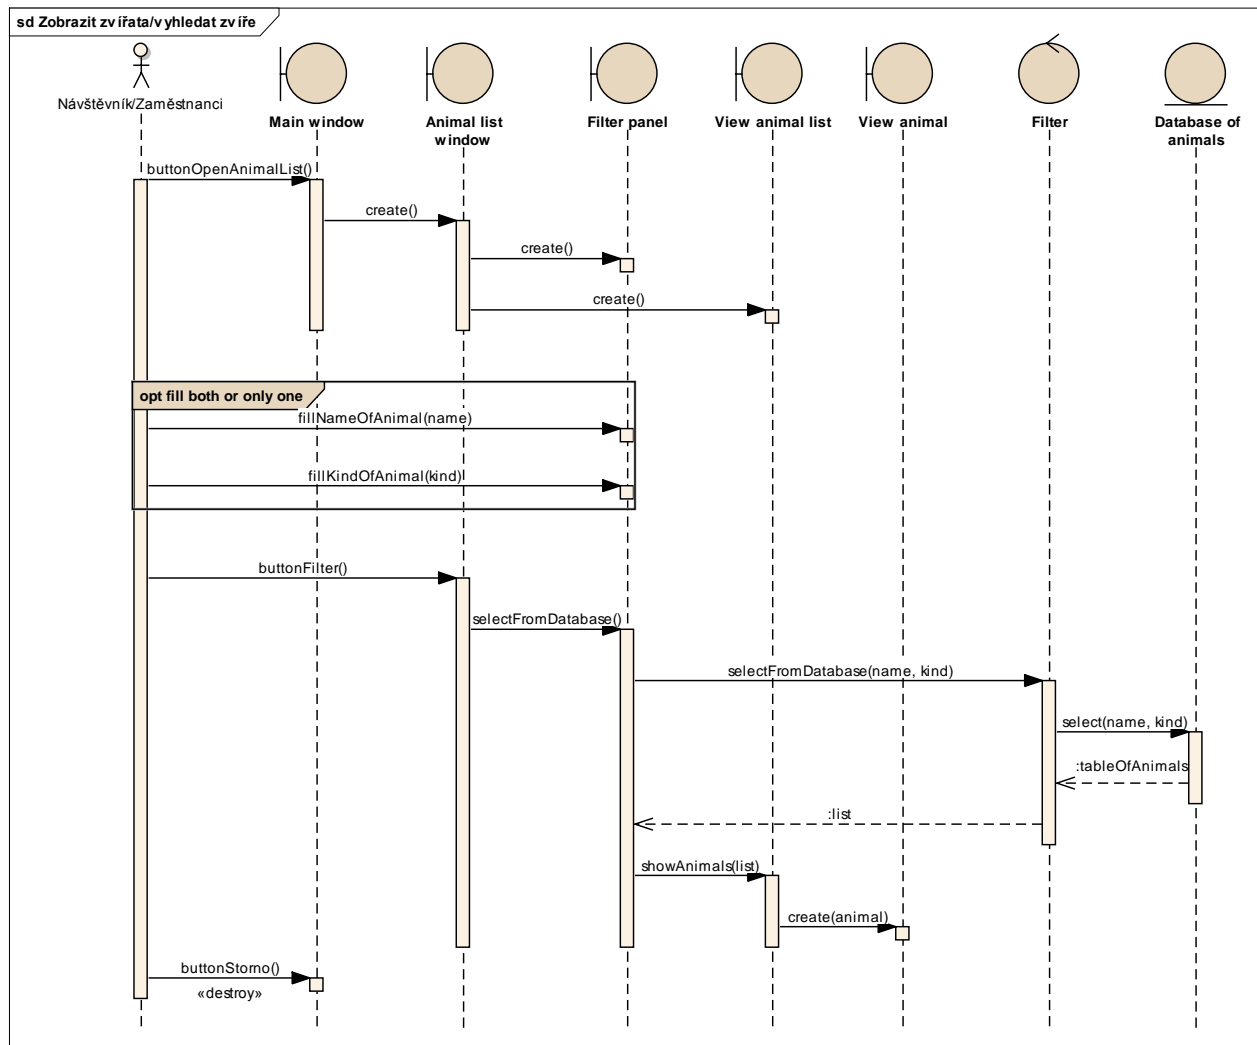 sd Zobrazit zvířata/vyhledat zvíře
Návštěvník/Zaměstnanci
Main window
Animal list
window
Filter panel
View animal list
View animal
Filter
Database of
animals
buttonOpenAnimalList()
create()
create()
create()
opt fill both or only one
fillNameOfAnimal(name)
fillKindOfAnimal(kind)
buttonFilter()
selectFromDatabase()
selectFromDatabase(name, kind)
select(name, kind)
:tableOfAnimals
:list
showAnimals(list)
create(animal)
buttonStorno()
«destroy»